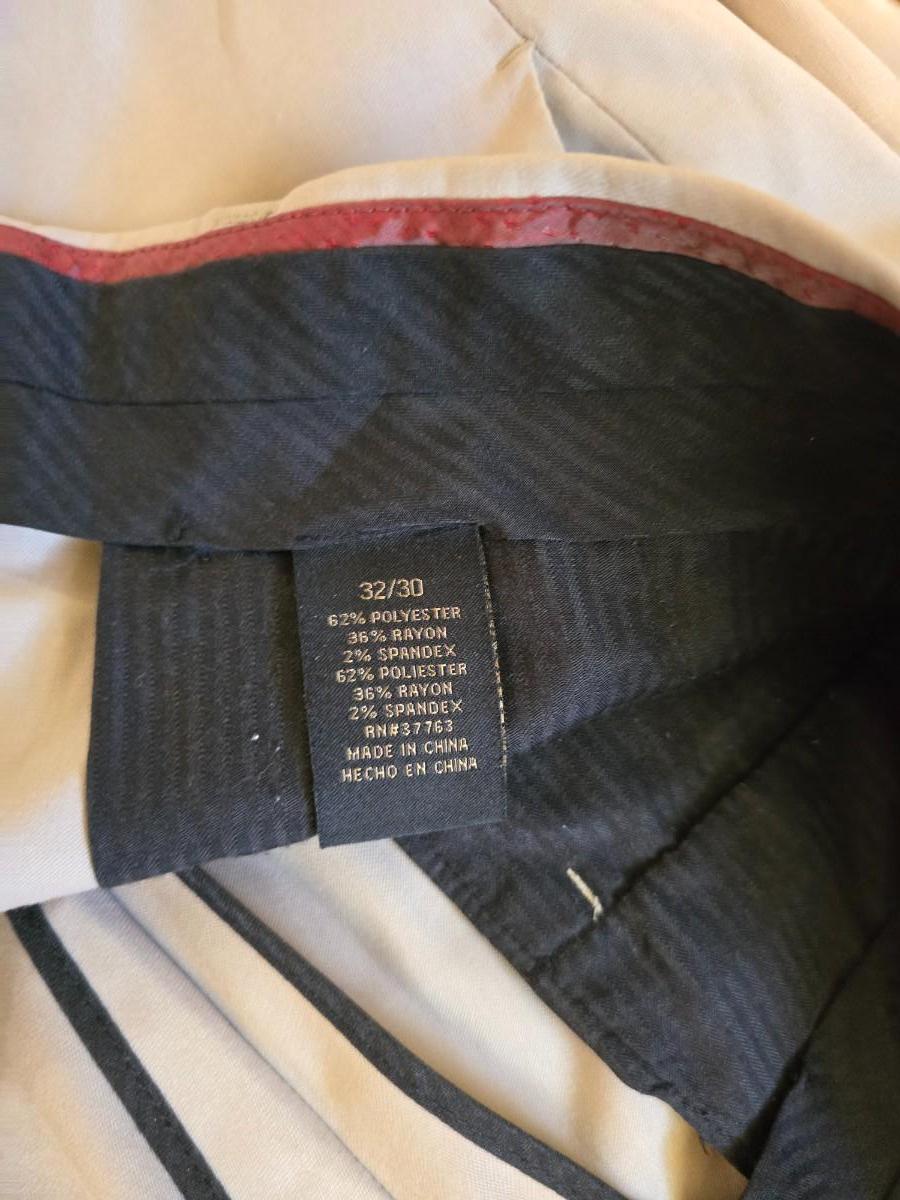 32/30
62% POLYESTER
36% RAYON
2% SPANDEX
62% POLIESTER
36% RAYON
2% SPANDEX
RN#37763
MADE IN CHINA
HECHO EN CHINA